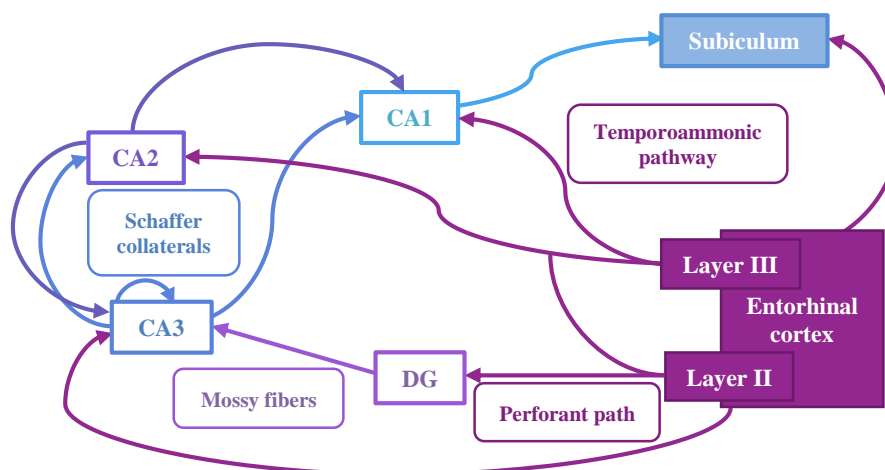 Subiculum
CA1
Temporoammonic
pathway
CA2
Schaffer
collaterals
Layer III
Entorhinal
cortex
CA3
DG
Layer II
Mossy fibers
Perforant path